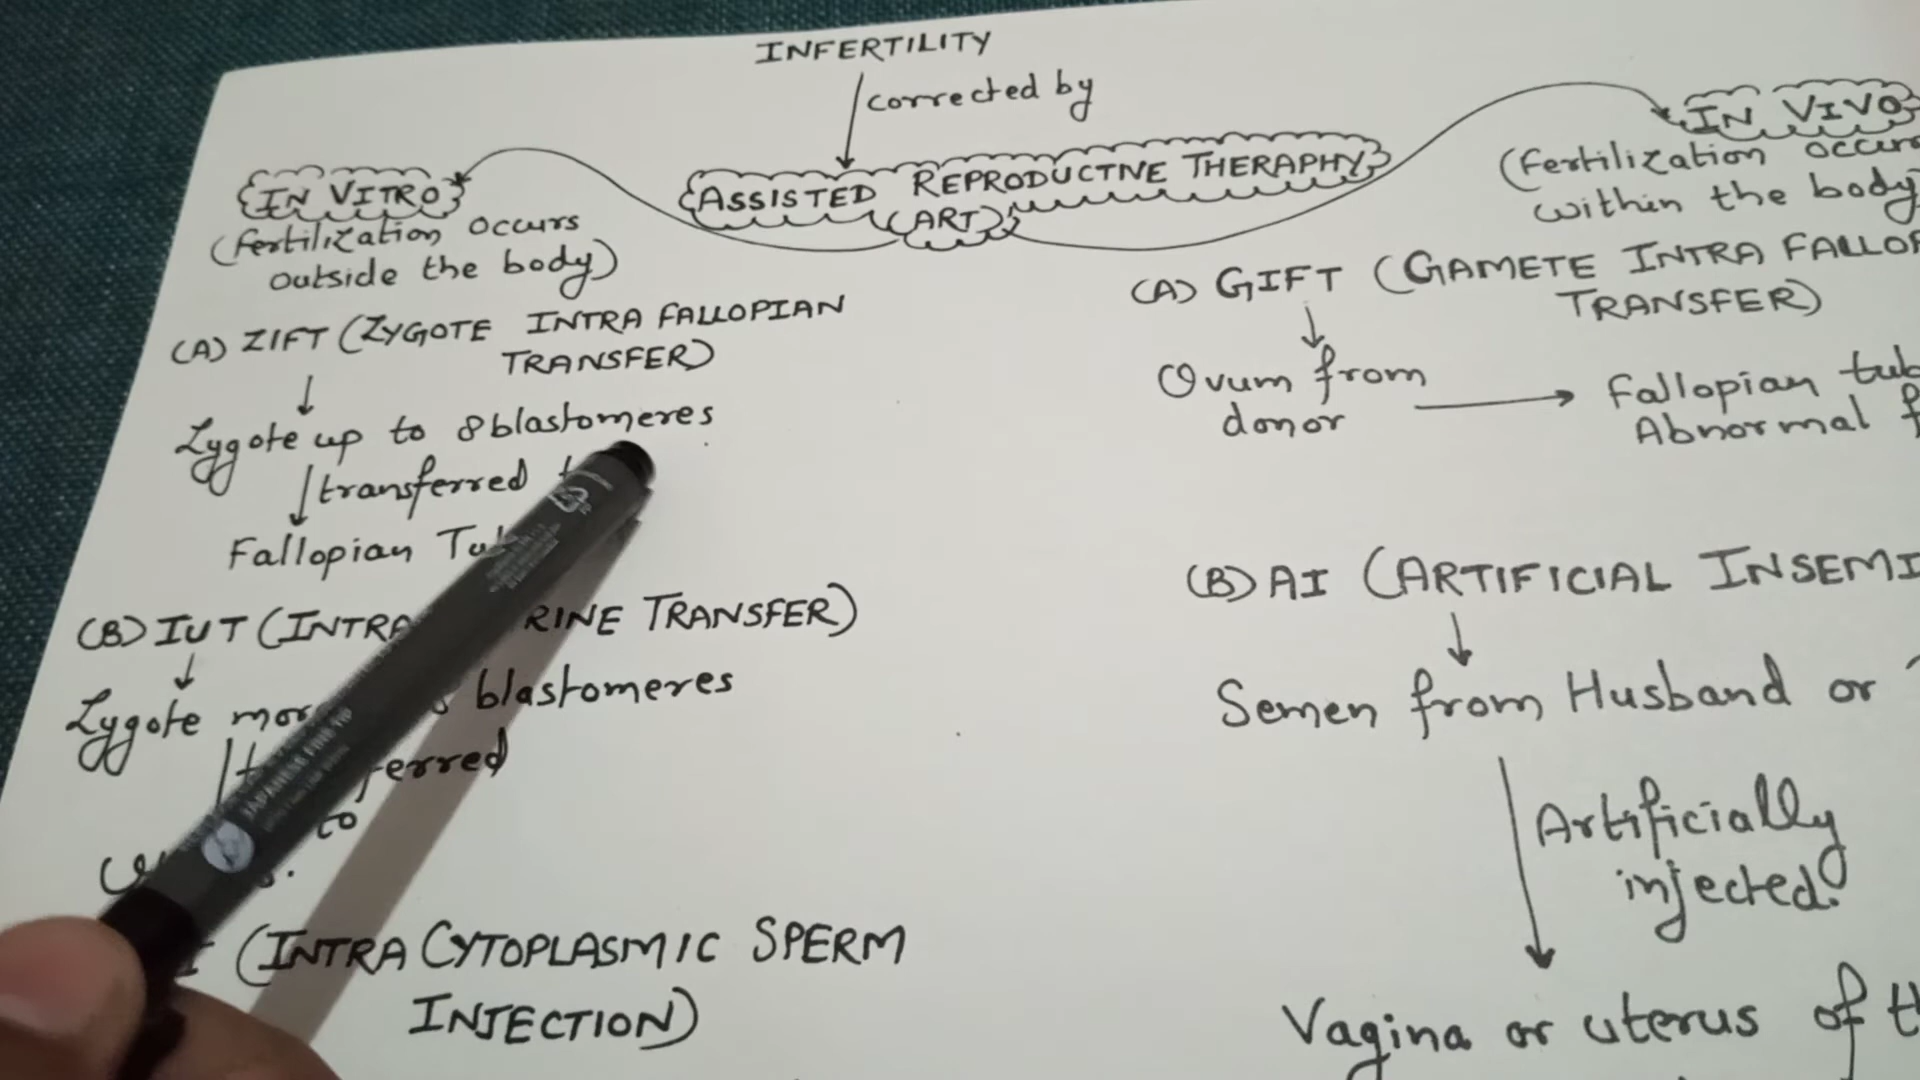 INFERTILITY
corrected by
ASSISTED REPRODUCTIVE THERAPHY
(ART)
IN VITRO
(fertilization occurs
outside the body)
(A) ZIFT (ZYGOTE INTRA FALLOPIAN
TRANSFER)
Zygote up to 8 blastomeres
transferred
Fallopian
(B) IUT (INTRA RINE TRANSFER)
Zygote blastomeres
to
(INTRA CYTOPLASMIC SPERM
INJECTION)
IN VIVO
(Fertilization occurs
within the body
(A) GIFT (GAMETE INTRA FALLOP
TRANSFER)
Ovum from
donor
Fallopian tub
Abnormal
(B) AI (ARTIFICIAL INSEMI
Semen from Husband or
Artificially
injected.
Vagina or uterus of